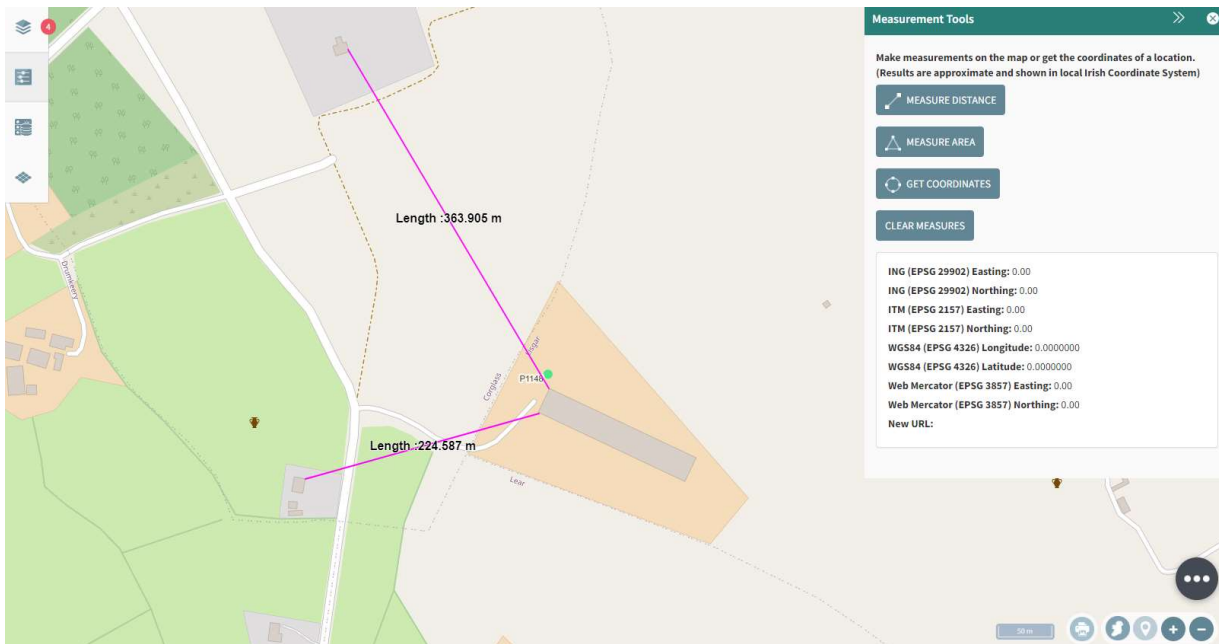 4
Measurement Tools
Make measurements on the map or get the coordinates of a location.
(Results are approximate and shown in local Irish Coordinate System)
MEASURE DISTANCE
MEASURE AREA
GET COORDINATES
CLEAR MEASURES
ING (EPSG 29902) Easting: 0.00
ING (EPSG 29902) Northing: 0.00
ITM (EPSG 2157) Easting: 0.00
ITM (EPSG 2157) Northing: 0.00
WGS84 (EPSG 4326) Longitude: 0.0000000
WGS84 (EPSG 4326) Latitude: 0.0000000
Web Mercator (EPSG 3857) Easting: 0.00
Web Mercator (EPSG 3857) Northing: 0.00
New URL:
Length :363.905 m
Drumkeery
Lisgar
Corglass
P1148
Length :224.587 m
Lear
50 m